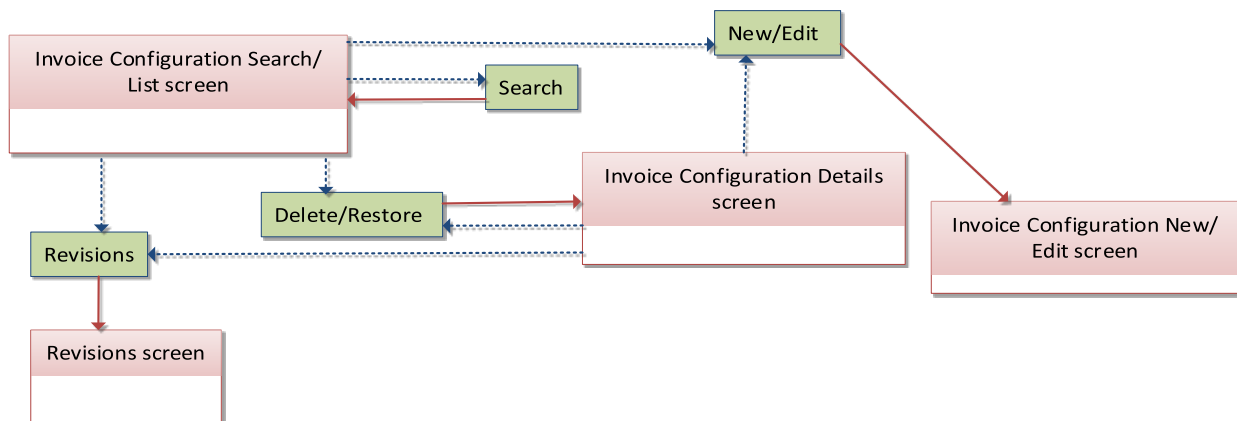 New/Edit
Invoice Configuration Search/
List screen
Search
Invoice Configuration Details
screen
Delete/Restore
Invoice Configuration New/
Edit screen
Revisions
Revisions screen